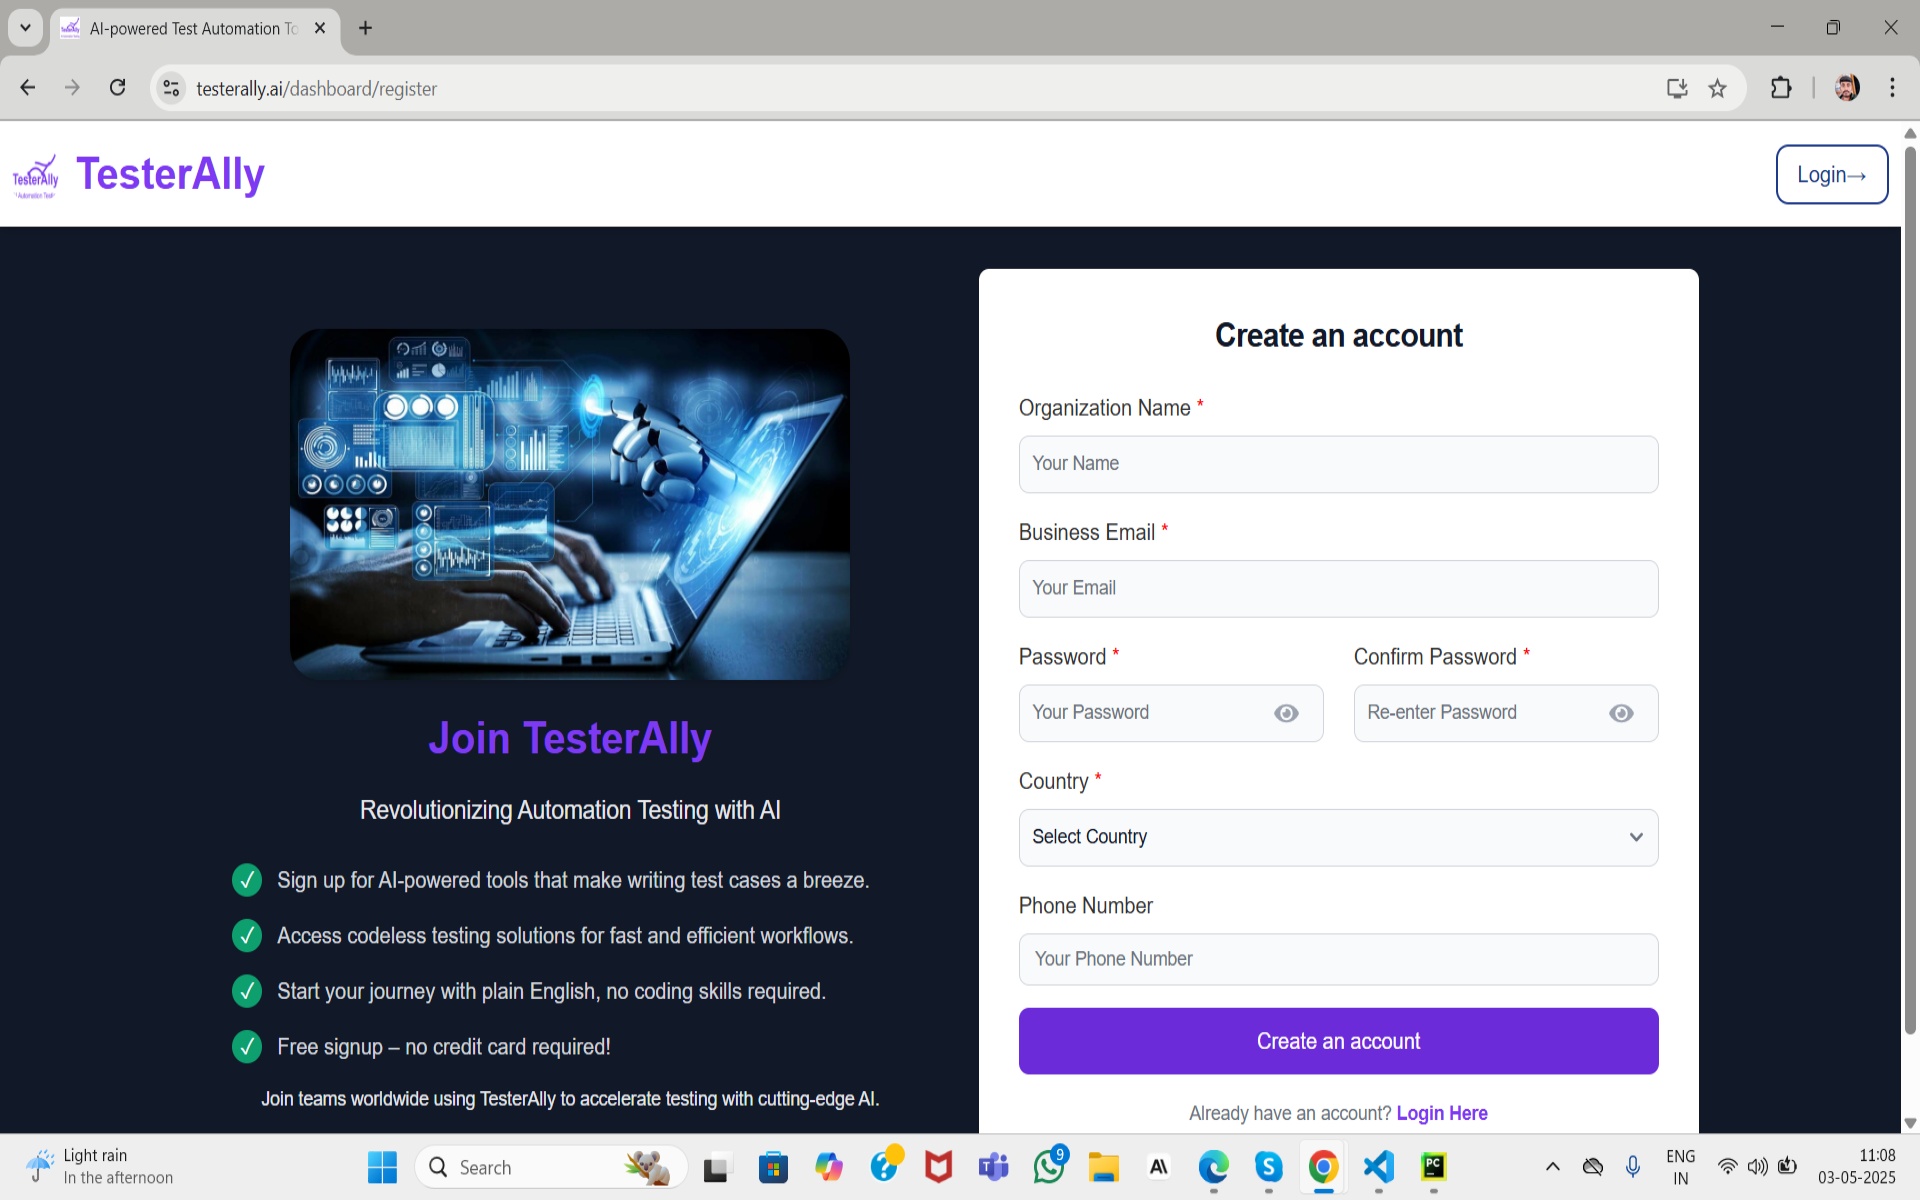 AI-powered Test Automation To
testerally.ai/dashboard/register
TesterAlly
TesterAlly
Login→
Create an account
Organization Name *
Your Name
Business Email *
Your Email
Password *
Confirm Password *
Your Password
Re-enter Password
Country *
Select Country
Phone Number
Your Phone Number
Create an account
Already have an account? Login Here
Join TesterAlly
Revolutionizing Automation Testing with AI
Sign up for AI-powered tools that make writing test cases a breeze.
Access codeless testing solutions for fast and efficient workflows.
Start your journey with plain English, no coding skills required.
Free signup – no credit card required!
Join teams worldwide using TesterAlly to accelerate testing with cutting-edge AI.
Light rain
In the afternoon
Search
9
PC
ENG
IN
11:08
03-05-2025